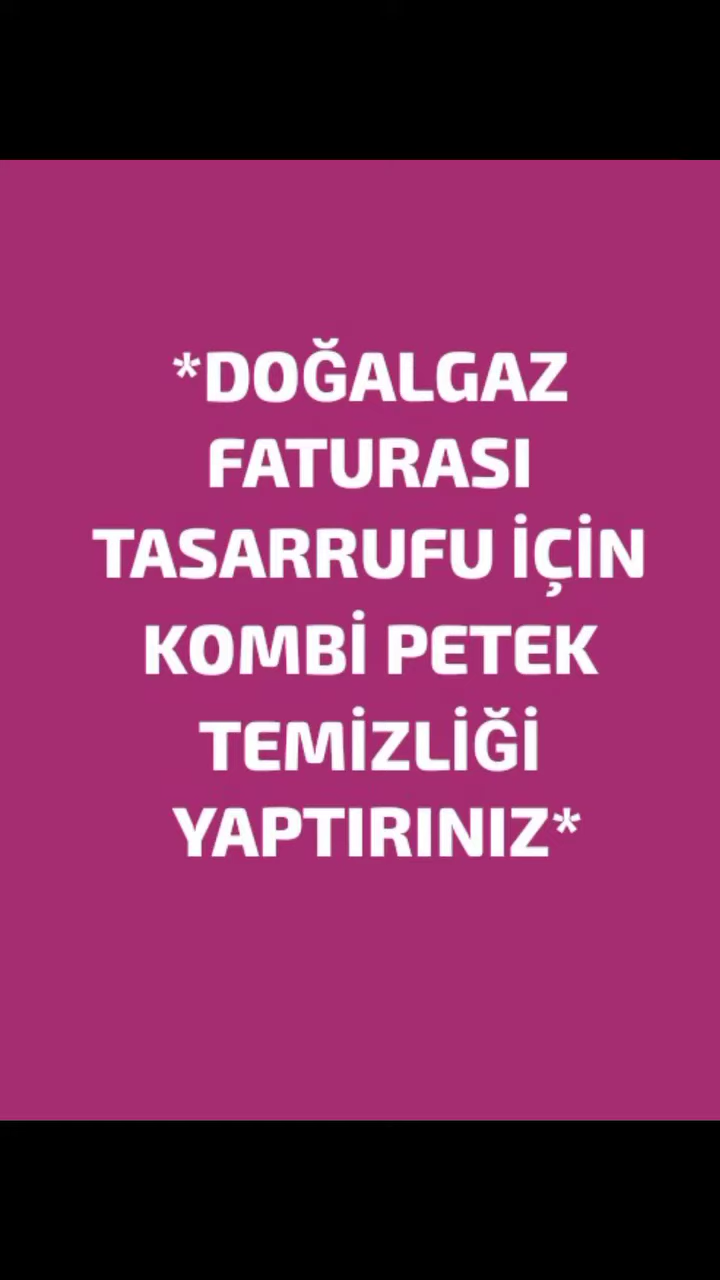 *DOĞALGAZ
FATURASI
TASARRUFU İÇİN
KOMBİ PETEK
TEMİZLİĞİ
YAPTIRINIZ*